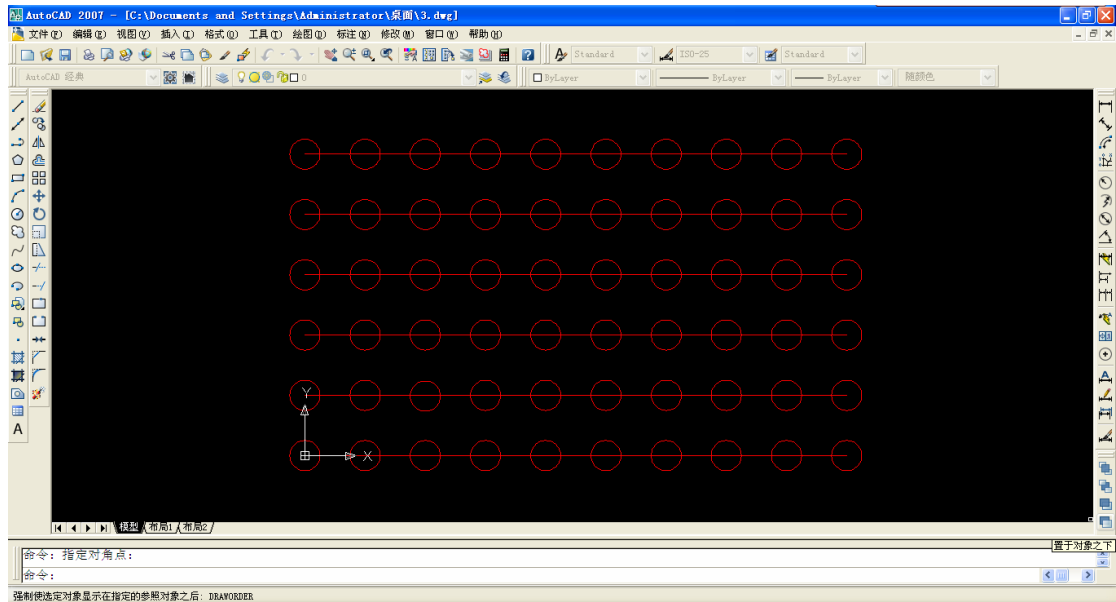 AutoCAD 2007 - [C:\Documents and Settings\Administrator\桌面\3.dwg]
文件(F) 编辑(E) 视图(V) 插入(I) 格式(O) 工具(T) 绘图(D) 标注(N) 修改(M) 窗口(W) 帮助(H)
Standard ISO-25 Standard
AutoCAD 经典 0 ByLayer ByLayer ByLayer 随颜色
A
Y
X
模型 布局1 布局2
置于对象之下
命令: 指定对角点:
命令:
强制使选定对象显示在指定的参照对象之后: DRAWORDER